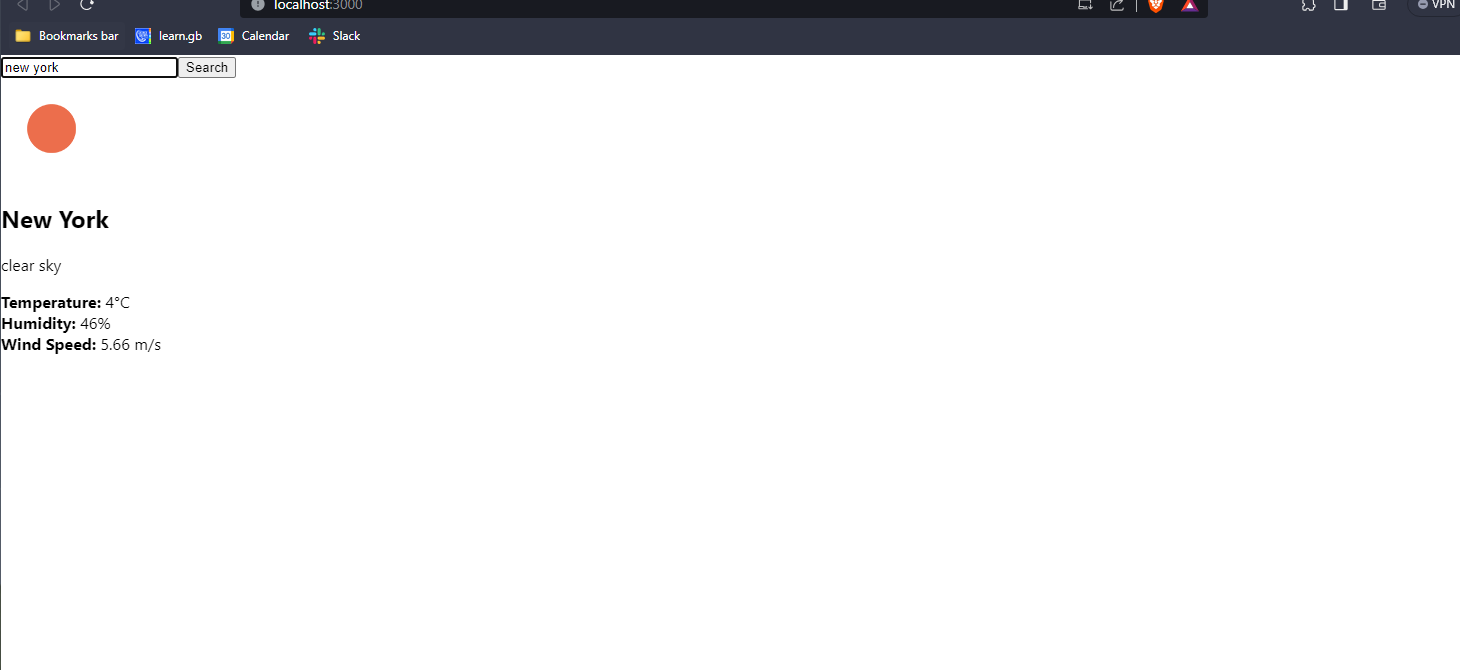 localhost:3000
VPN
Bookmarks bar learn.gb Calendar Slack
new york Search
New York
clear sky
Temperature: 4°C
Humidity: 46%
Wind Speed: 5.66 m/s